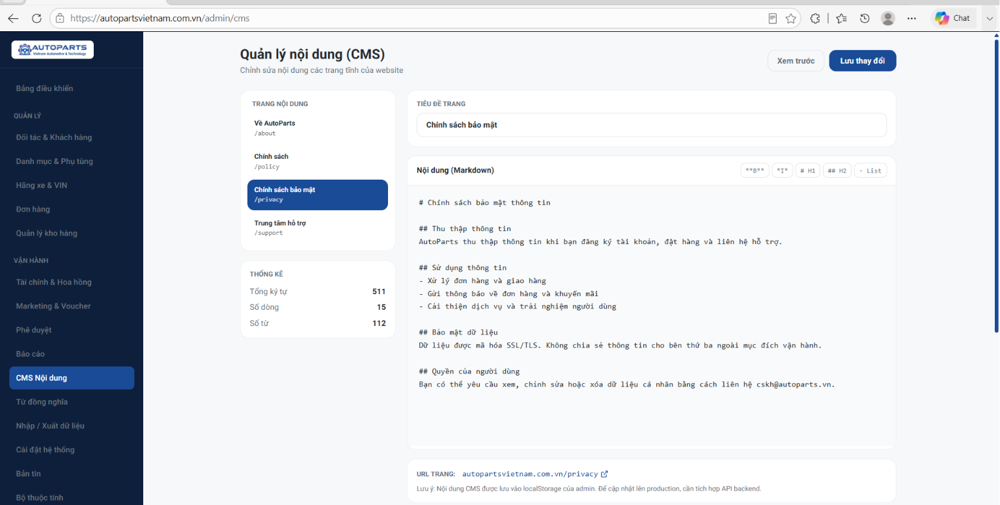 https://autopartsvietnam.com.vn/admin/cms
Chat
AUTOPARTS
Vietnam Automotive & Technology
Bảng điều khiển
QUẢN LÝ
Đối tác & Khách hàng
Danh mục & Phụ tùng
Hãng xe & VIN
Đơn hàng
Quản lý kho hàng
VẬN HÀNH
Tài chính & Hoa hồng
Marketing & Voucher
Phê duyệt
Báo cáo
CMS Nội dung
Từ đồng nghĩa
Nhập / Xuất dữ liệu
Cài đặt hệ thống
Bản tin
Bộ thuộc tính
Quản lý nội dung (CMS)
Chỉnh sửa nội dung các trang tĩnh của website
Xem trước
Lưu thay đổi
TRANG NỘI DUNG
Về AutoParts
/about
Chính sách
/policy
Chính sách bảo mật
/privacy
Trung tâm hỗ trợ
/support
THỐNG KÊ
Tổng ký tự 511
Số dòng 15
Số từ 112
TIÊU ĐỀ TRANG
Chính sách bảo mật
Nội dung (Markdown)
**B** *I* # H1 ## H2 - List
# Chính sách bảo mật thông tin
## Thu thập thông tin
AutoParts thu thập thông tin khi bạn đăng ký tài khoản, đặt hàng và liên hệ hỗ trợ.
## Sử dụng thông tin
- Xử lý đơn hàng và giao hàng
- Gửi thông báo về đơn hàng và khuyến mãi
- Cải thiện dịch vụ và trải nghiệm người dùng
## Bảo mật dữ liệu
Dữ liệu được mã hóa SSL/TLS. Không chia sẻ thông tin cho bên thứ ba ngoài mục đích vận hành.
## Quyền của người dùng
Bạn có thể yêu cầu xem, chỉnh sửa hoặc xóa dữ liệu cá nhân bằng cách liên hệ cskh@autoparts.vn.
URL TRANG: autopartsvietnam.com.vn/privacy
Lưu ý: Nội dung CMS được lưu vào localStorage của admin. Để cập nhật lên production, cần tích hợp API backend.